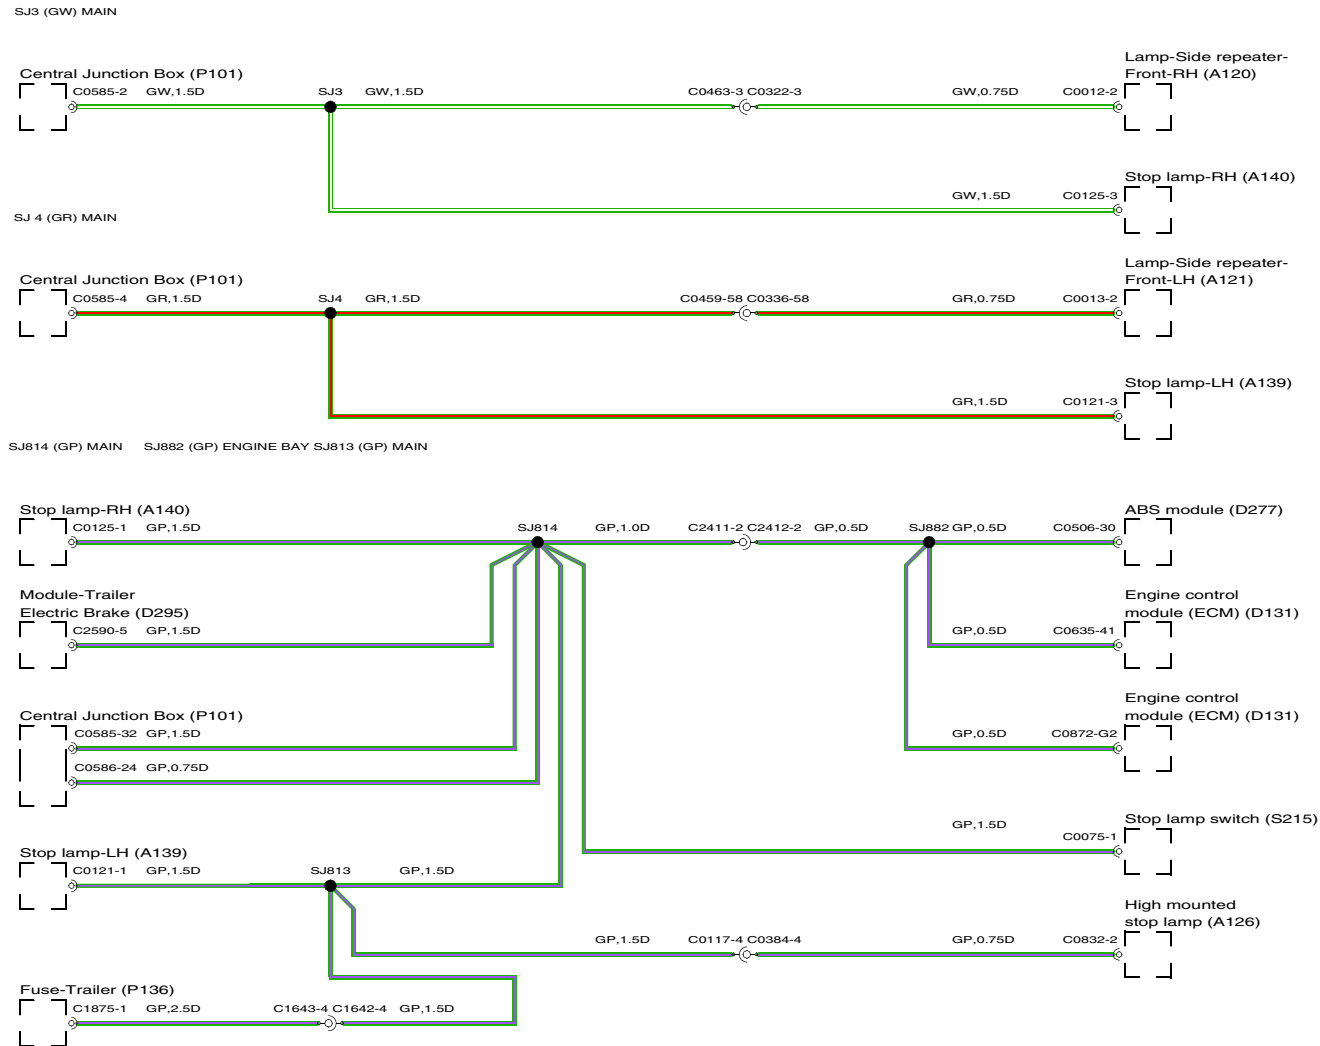 SJ3 (GW) MAIN
Lamp-Side repeater-
Central Junction Box (P101)
Front-RH (A120)
C0585-2 GW,1.5D SJ3 GW,1.5D C0463-3 C0322-3 GW,0.75D C0012-2
Stop lamp-RH (A140)
GW,1.5D C0125-3
SJ 4 (GR) MAIN
Lamp-Side repeater-
Central Junction Box (P101)
Front-LH (A121)
C0585-4 GR,1.5D SJ4 GR,1.5D C0459-58 C0336-58 GR,0.75D C0013-2
Stop lamp-LH (A139)
GR,1.5D C0121-3
SJ814 (GP) MAIN SJ882 (GP) ENGINE BAY SJ813 (GP) MAIN
Stop lamp-RH (A140) ABS module (D277)
C0125-1 GP,1.5D SJ814 GP,1.0D C2411-2 C2412-2 GP,0.5D SJ882 GP,0.5D C0506-30
Module-Trailer Engine control
Electric Brake (D295) module (ECM) (D131)
C2590-5 GP,1.5D GP,0.5D C0635-41
Engine control
Central Junction Box (P101) module (ECM) (D131)
C0585-32 GP,1.5D GP,0.5D C0872-G2
C0586-24 GP,0.75D
Stop lamp switch (S215)
GP,1.5D
C0075-1
Stop lamp-LH (A139)
C0121-1 GP,1.5D SJ813 GP,1.5D
High mounted
stop lamp (A126)
GP,1.5D C0117-4 C0384-4 GP,0.75D C0832-2
Fuse-Trailer (P136)
C1875-1 GP,2.5D C1643-4 C1642-4 GP,1.5D